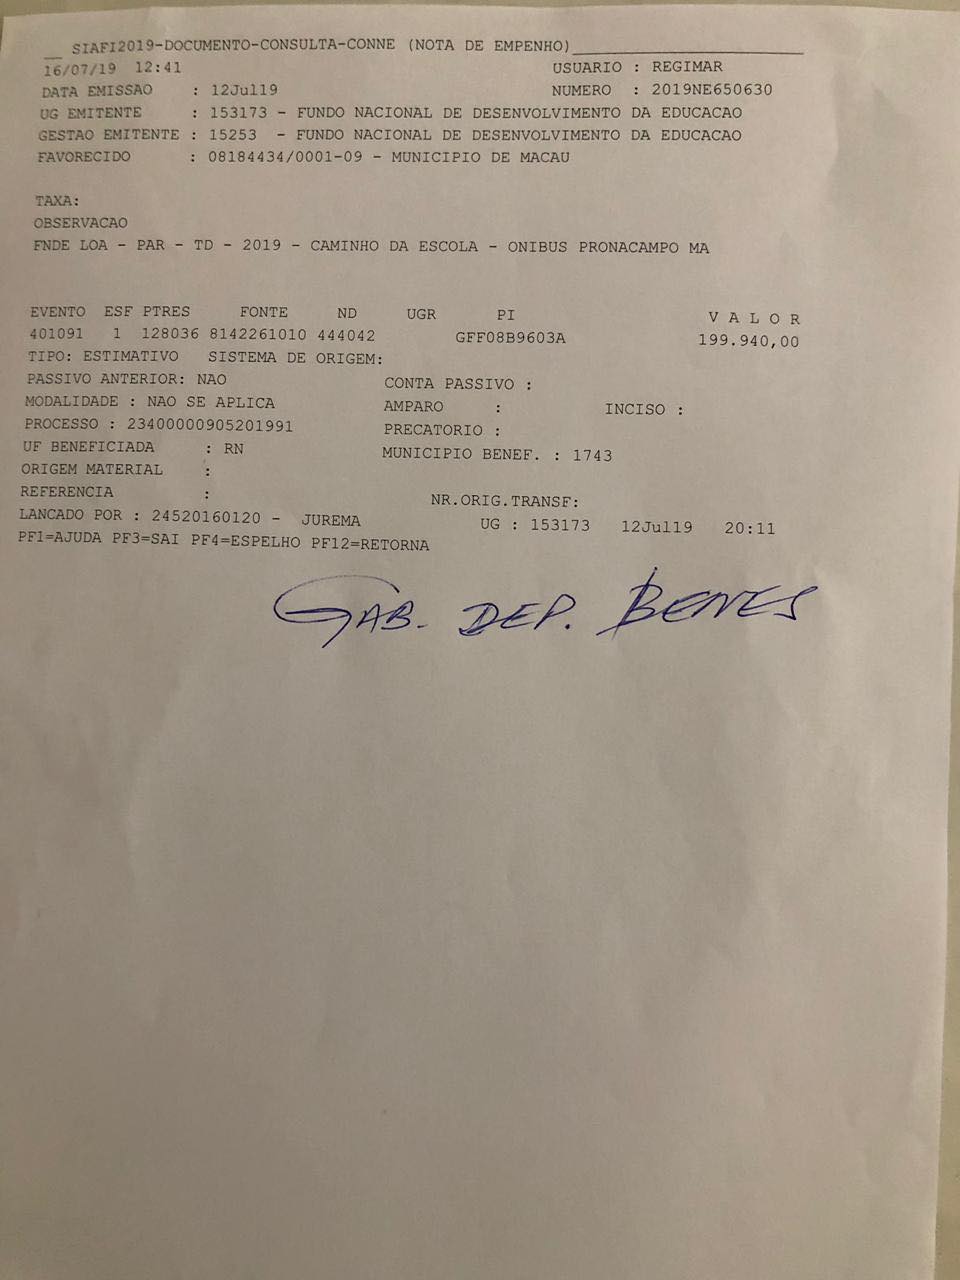 __ SIAFI2019-DOCUMENTO-CONSULTA-CONNE (NOTA DE EMPENHO)___________________________
16/07/19 12:41 USUARIO : REGIMAR
DATA EMISSAO : 12Jul19 NUMERO : 2019NE650630
UG EMITENTE : 153173 - FUNDO NACIONAL DE DESENVOLVIMENTO DA EDUCACAO
GESTAO EMITENTE : 15253 - FUNDO NACIONAL DE DESENVOLVIMENTO DA EDUCACAO
FAVORECIDO : 08184434/0001-09 - MUNICIPIO DE MACAU
TAXA:
OBSERVACAO
FNDE LOA - PAR - TD - 2019 - CAMINHO DA ESCOLA - ONIBUS PRONACAMPO MA
EVENTO ESF PTRES FONTE ND UGR PI V A L O R
401091 1 128036 8142261010 444042 GFF08B9603A 199.940,00
TIPO: ESTIMATIVO SISTEMA DE ORIGEM:
PASSIVO ANTERIOR: NAO CONTA PASSIVO :
MODALIDADE : NAO SE APLICA AMPARO : INCISO :
PROCESSO : 23400000905201991 PRECATORIO :
UF BENEFICIADA : RN MUNICIPIO BENEF. : 1743
ORIGEM MATERIAL :
REFERENCIA : NR.ORIG.TRANSF:
LANCADO POR : 24520160120 - JUREMA UG : 153173 12Jul19 20:11
PF1=AJUDA PF3=SAI PF4=ESPELHO PF12=RETORNA
GAB. DEP. BENES